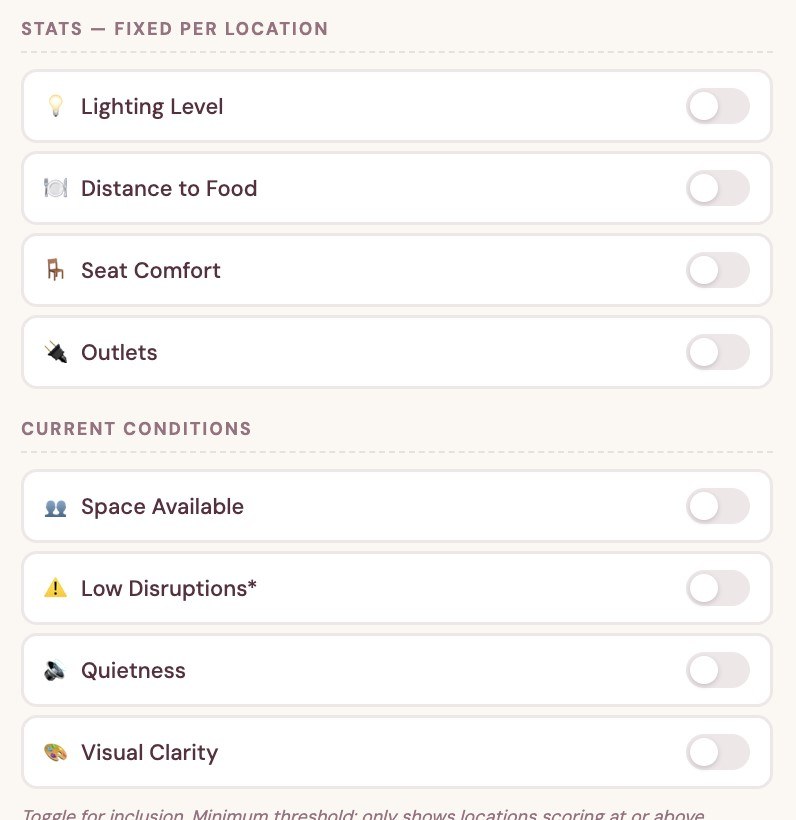 STATS — FIXED PER LOCATION
Lighting Level
Distance to Food
Seat Comfort
Outlets
CURRENT CONDITIONS
Space Available
Low Disruptions*
Quietness
Visual Clarity
Toggle for inclusion. Minimum threshold: only shows locations scoring at or above